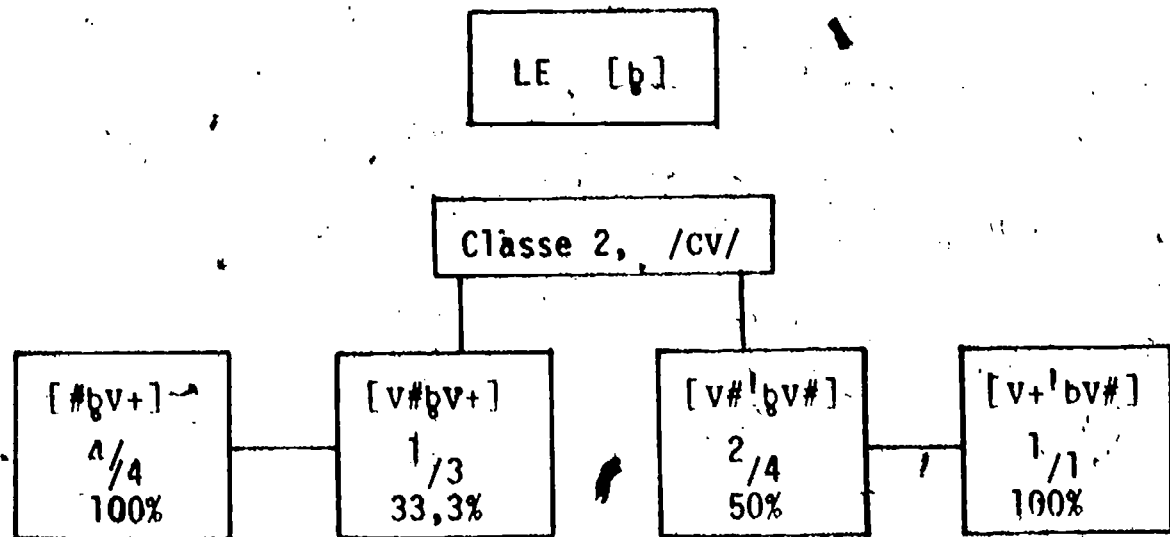 LE [b̥]
Classe 2, /CV/
[#b̥V+]
4/4
100%
[V#b̥V+]
1/3
33,3%
[V#'b̥V#]
2/4
50%
[V+'bV#]
1/1
100%